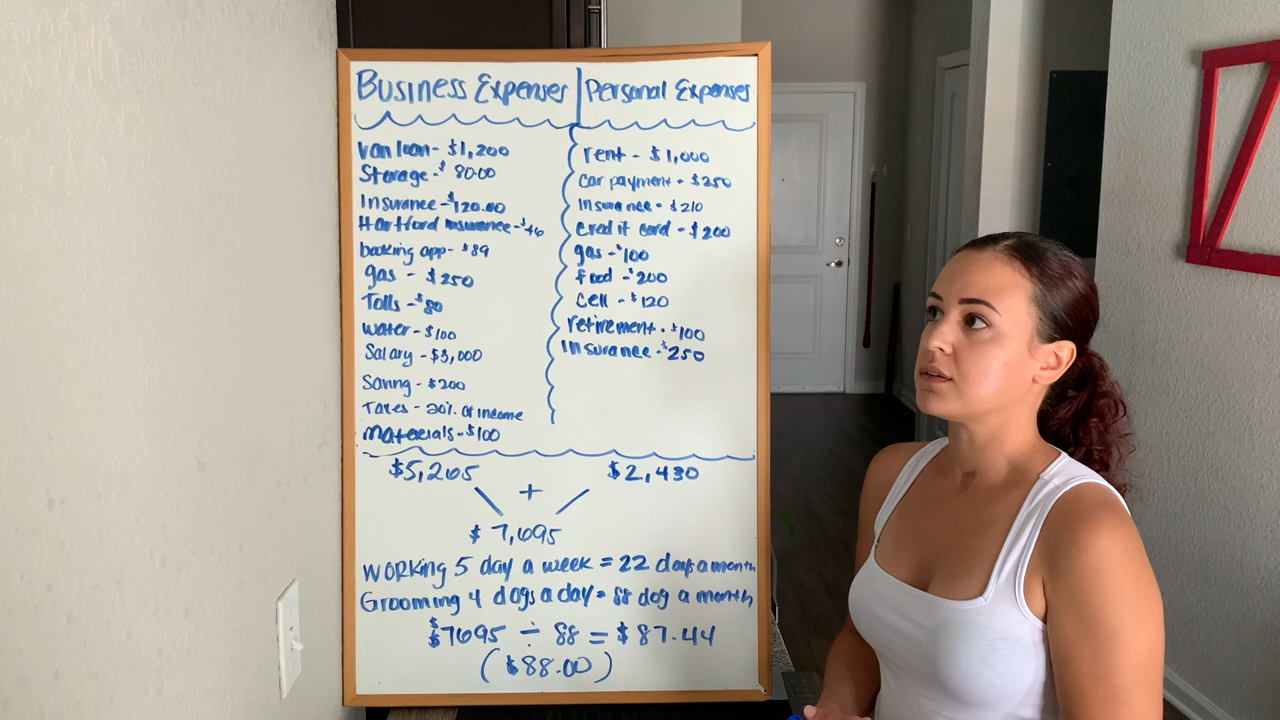 Business Expenses
Personal Expenses
Van loan - $1,200
Storage - $80.00
Insurance - $120.00
Hartford insurance - $46
booking app - $89
gas - $250
Tolls - $80
Water - $100
Salary - $3,000
Saving - $200
Taxes - 20% of income
Materials - $100
rent - $1,000
car payment - $250
insurance - $210
credit card - $200
gas - $100
food - $200
cell - $120
retirement - $100
Insurance - $250
$5,265
+
$2,430
$7,695
Working 5 day a week = 22 days a month
Grooming 4 dogs a day = 88 dog a month
$7695 ÷ 88 = $87.44
($88.00)